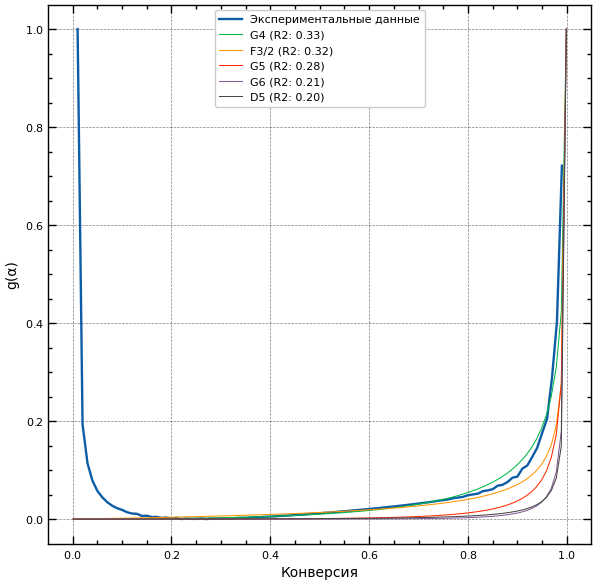 Экспериментальные данные
G4 (R2: 0.33)
F3/2 (R2: 0.32)
G5 (R2: 0.28)
G6 (R2: 0.21)
D5 (R2: 0.20)
1.0
0.8
0.6
0.4
0.2
0.0
g(α)
0.0 0.2 0.4 0.6 0.8 1.0
Конверсия